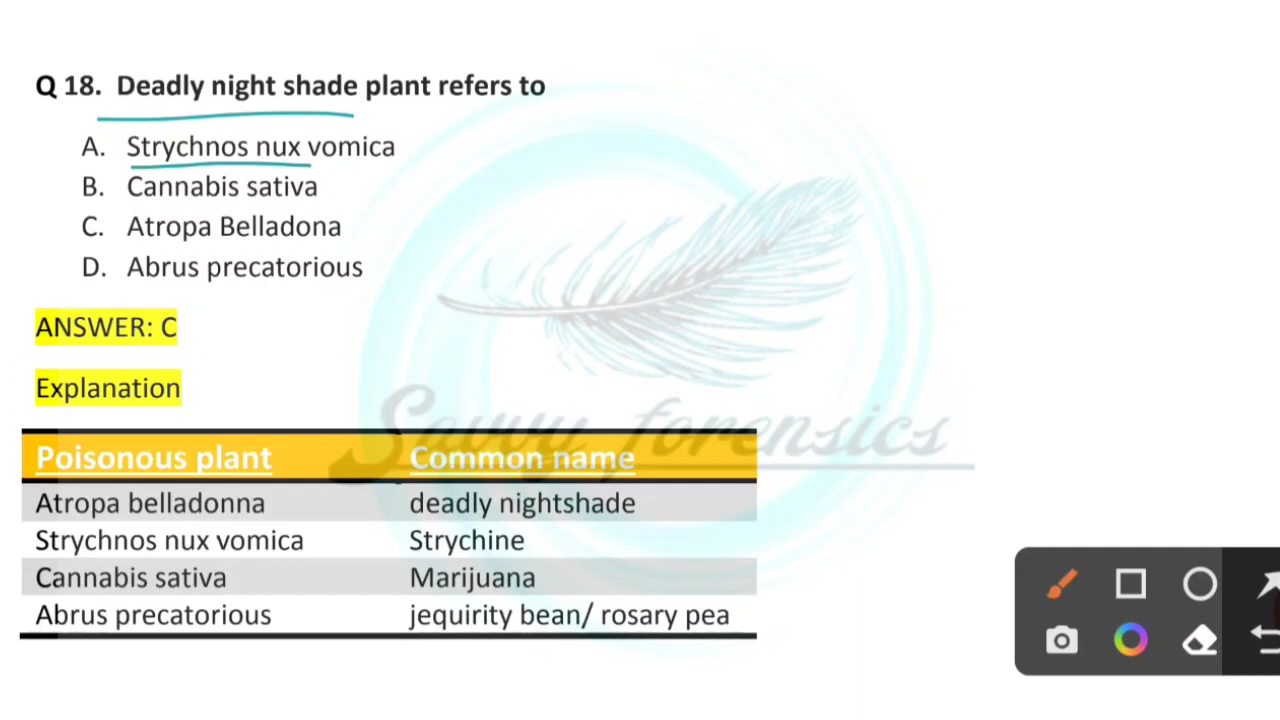 Q 18. Deadly night shade plant refers to
A. Strychnos nux vomica
B. Cannabis sativa
C. Atropa Belladona
D. Abrus precatorious
ANSWER: C
Explanation
Savvy forensics
Poisonous plant Common name
Atropa belladonna deadly nightshade
Strychnos nux vomica Strychine
Cannabis sativa Marijuana
Abrus precatorious jequirity bean/ rosary pea